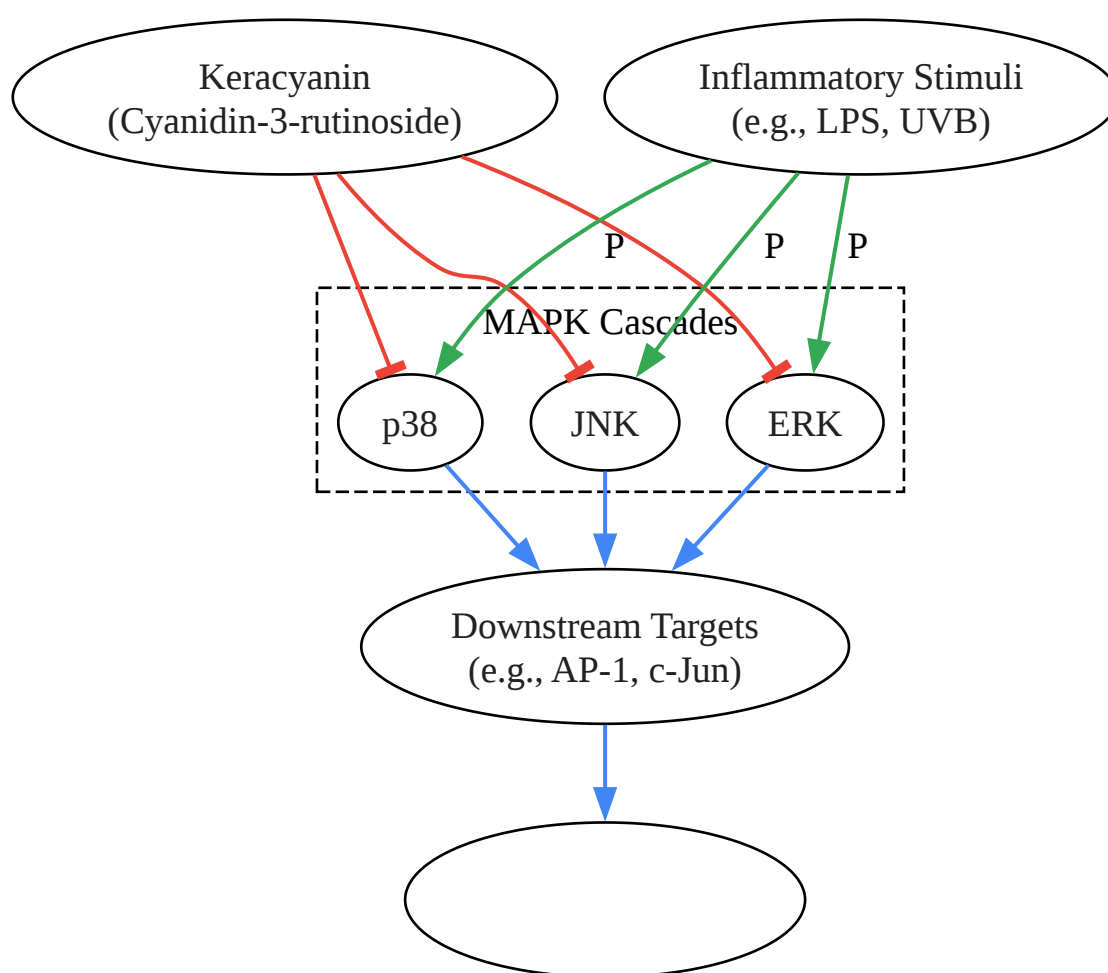 Keracyanin
(Cyanidin-3-rutinoside)
Inflammatory Stimuli
(e.g., LPS, UVB)
P
P
P
MAPK Cascades
p38
JNK
ERK
Downstream Targets
(e.g., AP-1, c-Jun)